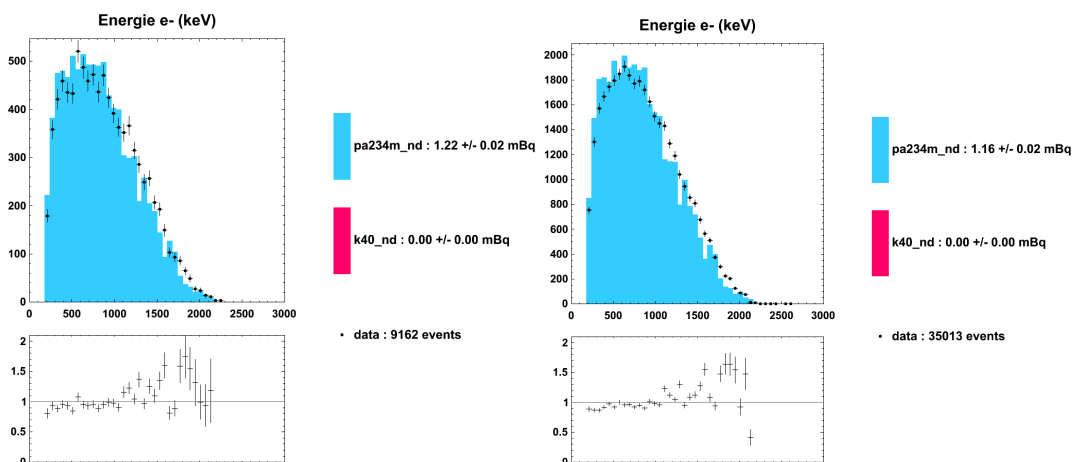 Energie e- (keV)
500
400
300
200
100
0
0 500 1000 1500 2000 2500 3000
pa234m_nd : 1.22 +/- 0.02 mBq
k40_nd : 0.00 +/- 0.00 mBq
data : 9162 events
2
1.5
1
0.5
0
Energie e- (keV)
2000
1800
1600
1400
1200
1000
800
600
400
200
0
0 500 1000 1500 2000 2500 3000
pa234m_nd : 1.16 +/- 0.02 mBq
k40_nd : 0.00 +/- 0.00 mBq
data : 35013 events
2
1.5
1
0.5
0